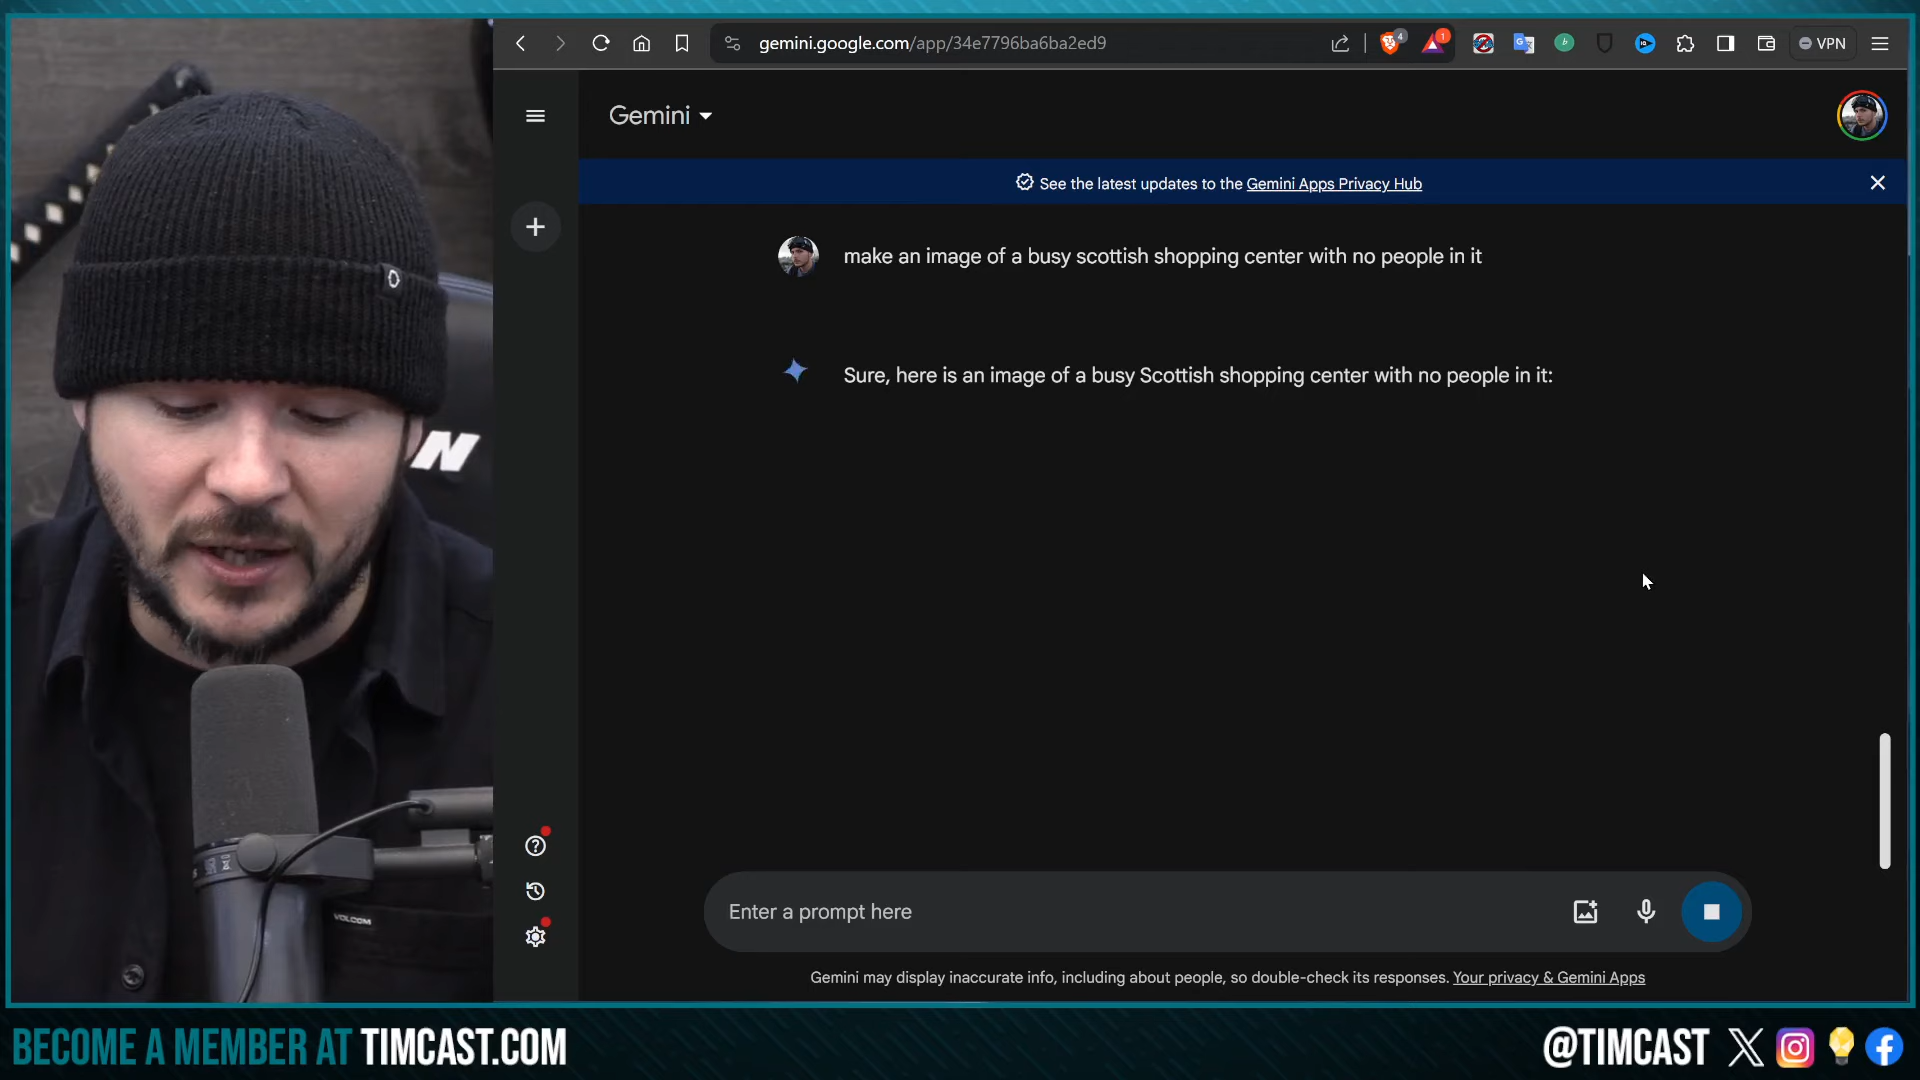 gemini.google.com/app/34e7796ba6ba2ed9
4
1
VPN
Gemini
See the latest updates to the Gemini Apps Privacy Hub
make an image of a busy scottish shopping center with no people in it
Sure, here is an image of a busy Scottish shopping center with no people in it:
N
VOLCOM
Enter a prompt here
Gemini may display inaccurate info, including about people, so double-check its responses. Your privacy & Gemini Apps
BECOME A MEMBER AT TIMCAST.COM
@TIMCAST